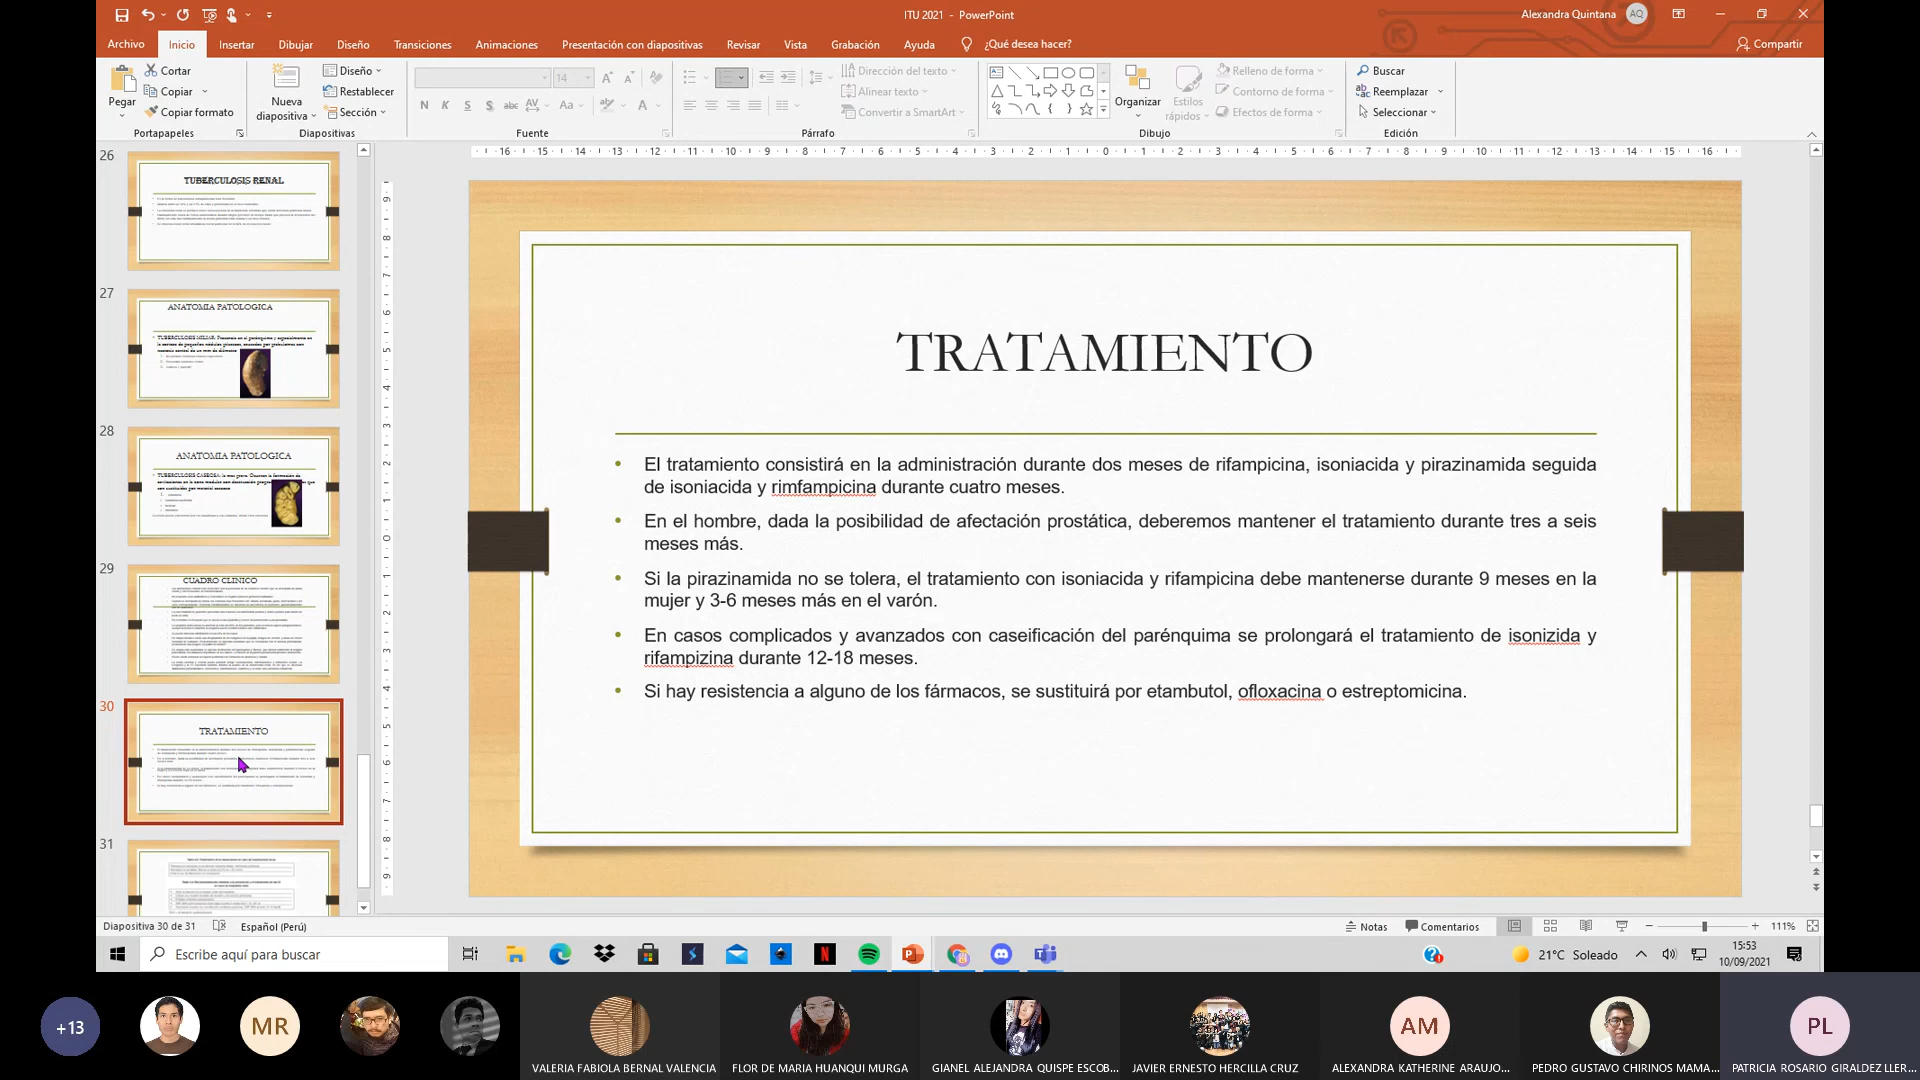 ITU 2021 - PowerPoint
Alexandra Quintana
AQ
Archivo
Inicio
Insertar
Dibujar
Diseño
Transiciones
Animaciones
Presentación con diapositivas
Revisar
Vista
Grabación
Ayuda
¿Qué desea hacer?
Compartir
Pegar
Cortar
Copiar
Copiar formato
Portapapeles
Nueva diapositiva
Diseño
Restablecer
Sección
Diapositivas
14
N K S S abc AV Aa A
Fuente
Dirección del texto
Alinear texto
Convertir a SmartArt
Párrafo
Organizar
Estilos rápidos
Relleno de forma
Contorno de forma
Efectos de forma
Dibujo
Buscar
Reemplazar
Seleccionar
Edición
26
TUBERCULOSIS RENAL
27
ANATOMIA PATOLOGICA
28
ANATOMIA PATOLOGICA
29
CUADRO CLINICO
30
TRATAMIENTO
31
TRATAMIENTO
• El tratamiento consistirá en la administración durante dos meses de rifampicina, isoniacida y pirazinamida seguida
de isoniacida y rimfampicina durante cuatro meses.
• En el hombre, dada la posibilidad de afectación prostática, deberemos mantener el tratamiento durante tres a seis
meses más.
• Si la pirazinamida no se tolera, el tratamiento con isoniacida y rifampicina debe mantenerse durante 9 meses en la
mujer y 3-6 meses más en el varón.
• En casos complicados y avanzados con caseificación del parénquima se prolongará el tratamiento de isonizida y
rifampizina durante 12-18 meses.
• Si hay resistencia a alguno de los fármacos, se sustituirá por etambutol, ofloxacina o estreptomicina.
Diapositiva 30 de 31
Español (Perú)
Notas
Comentarios
111%
Escribe aquí para buscar
21°C Soleado
15:53
10/09/2021
+13
MR
VALERIA FABIOLA BERNAL VALENCIA
FLOR DE MARIA HUANQUI MURGA
GIANEL ALEJANDRA QUISPE ESCOB...
JAVIER ERNESTO HERCILLA CRUZ
AM
ALEXANDRA KATHERINE ARAUJO...
PEDRO GUSTAVO CHIRINOS MAMA...
PL
PATRICIA ROSARIO GIRALDEZ LLER...